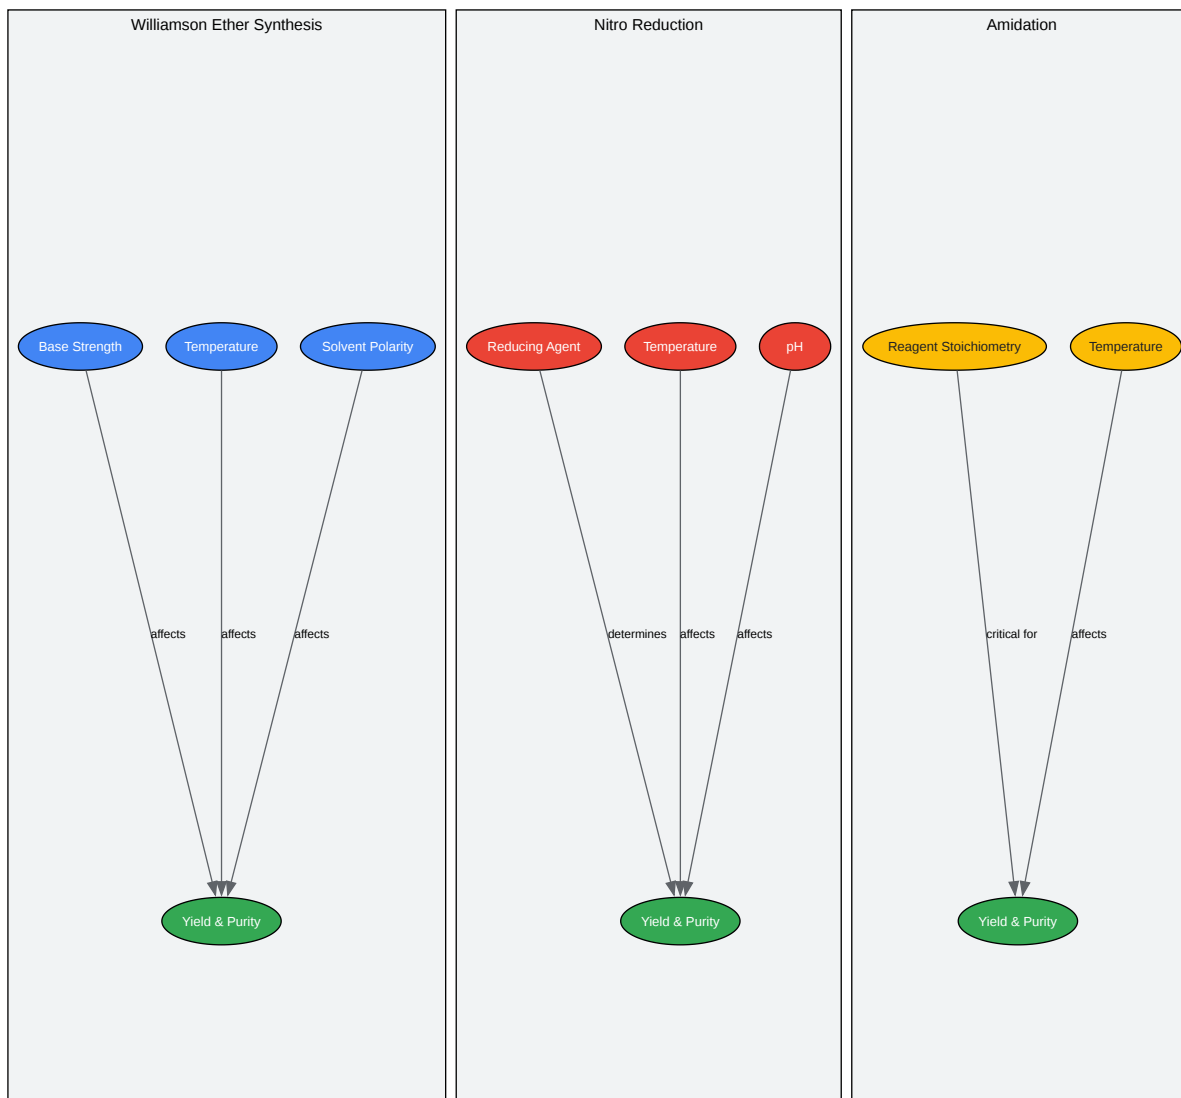 Williamson Ether Synthesis
Nitro Reduction
Amidation
Base Strength
Temperature
Solvent Polarity
Reducing Agent
Temperature
pH
Reagent Stoichiometry
Temperature
affects
affects
affects
determines
affects
affects
critical for
affects
Yield & Purity
Yield & Purity
Yield & Purity